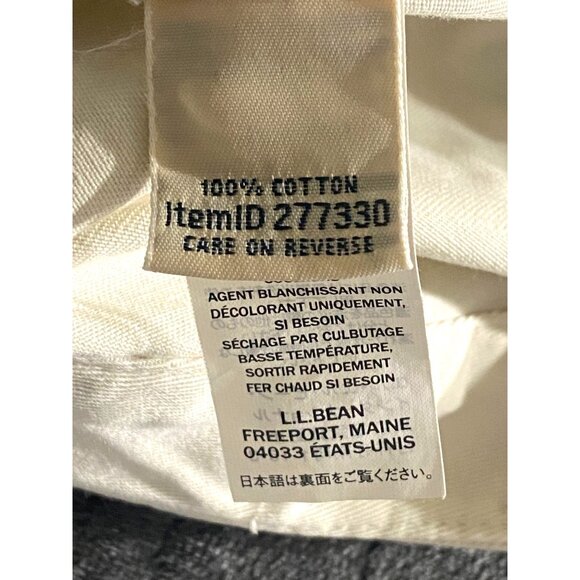 100% COTTON
ItemID 277330
CARE ON REVERSE
AGENT BLANCHISSANT NON
DÉCOLORANT UNIQUEMENT,
SI BESOIN
SÉCHAGE PAR CULBUTAGE
BASSE TEMPÉRATURE,
SORTIR RAPIDEMENT
FER CHAUD SI BESOIN
L.L.BEAN
FREEPORT, MAINE
04033 ÉTATS-UNIS
日本語は裏面をご覧ください。